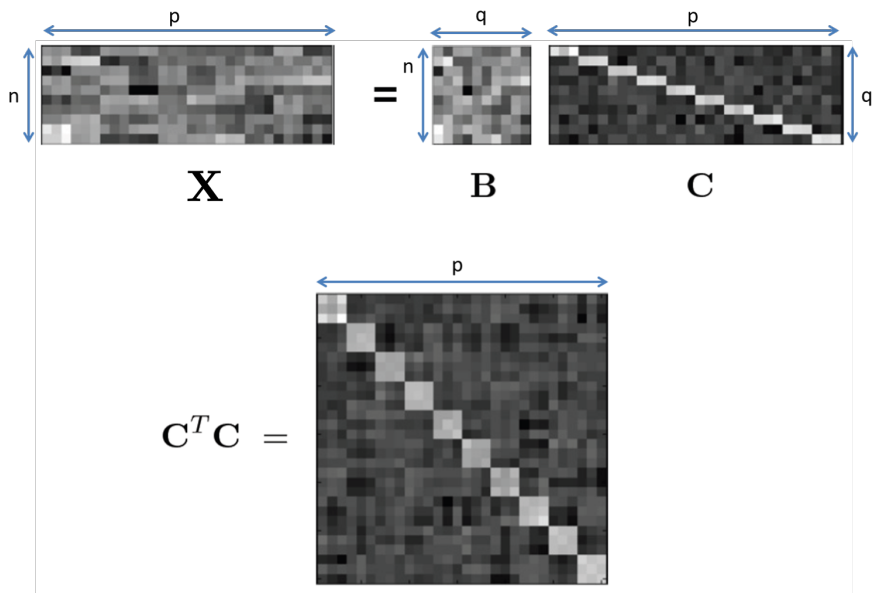 p q p
n = n q
X B C
p
C^T C =